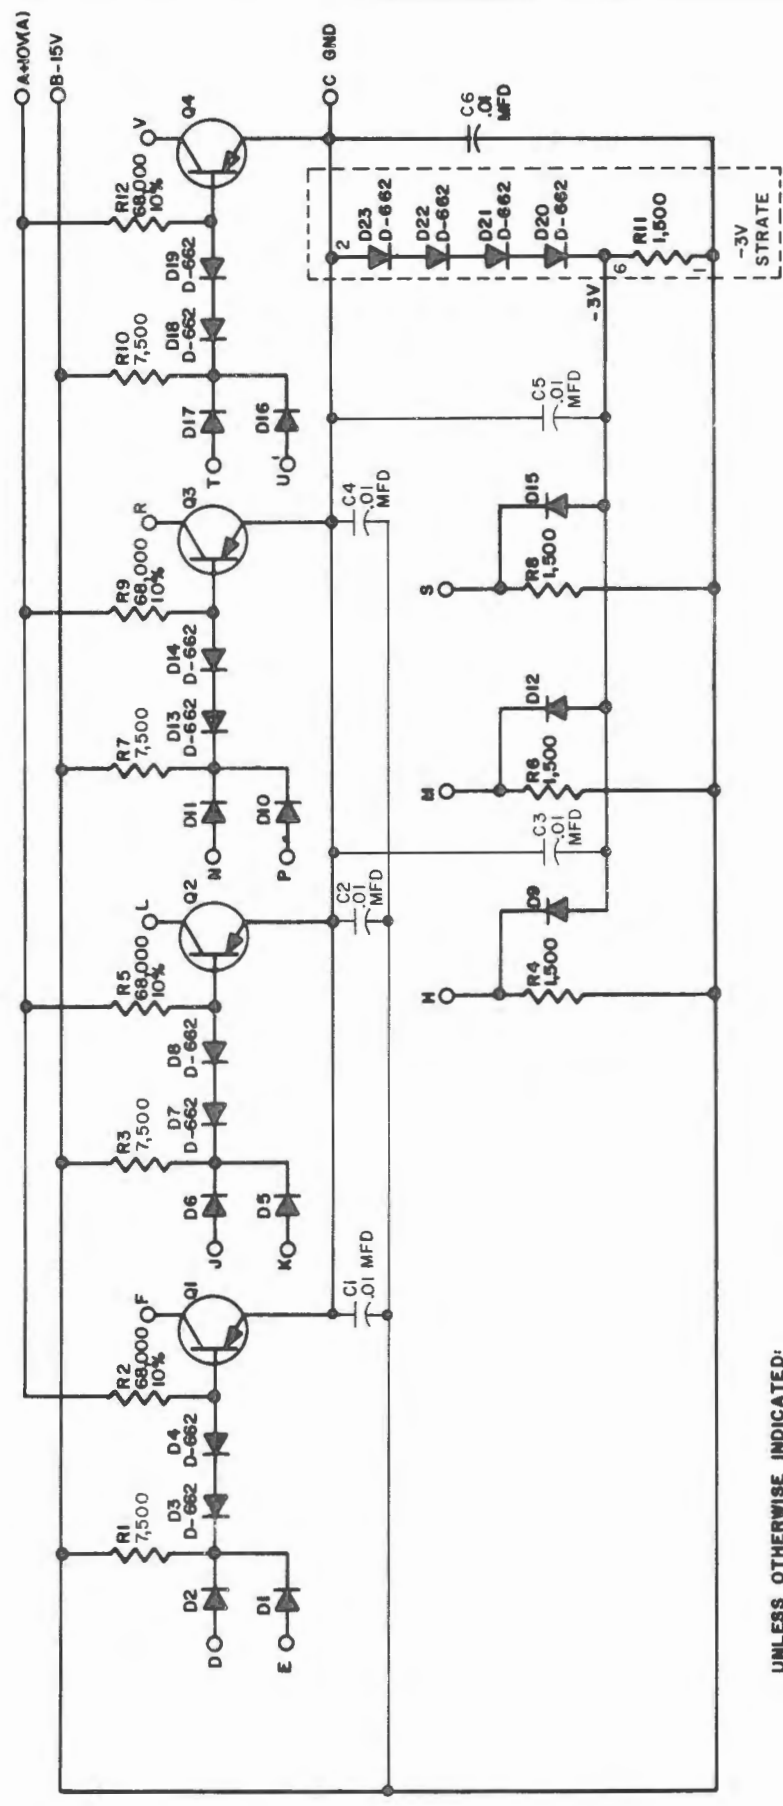 A+10V(A)
B-15V
C GND
R1
7,500
R2
68,000
10%
Q1
F
D3
D-662
D4
D-662
D2
D
D1
E
C1
.01 MFD
R3
7,500
R5
68,000
10%
Q2
L
D7
D-662
D8
D-662
D6
J
D5
K
C2
.01
MFD
R7
7,500
R9
68,000
10%
Q3
R
D13
D-662
D14
D-662
D11
N
D10
P
C4
.01
MFD
R10
7,500
R12
68,000
10%
Q4
V
D18
D-662
D19
D-662
D17
T
D16
U
H
R4
1,500
D9
C3
.01
MFD
M
R6
1,500
D12
S
R8
1,500
D15
C5
.01
MFD
-3V
2
D23
D-662
D22
D-662
D21
D-662
D20
D-662
6
R11
1,500
1
-3V
STRATE
C6
.01
MFD
UNLESS OTHERWISE INDICATED: